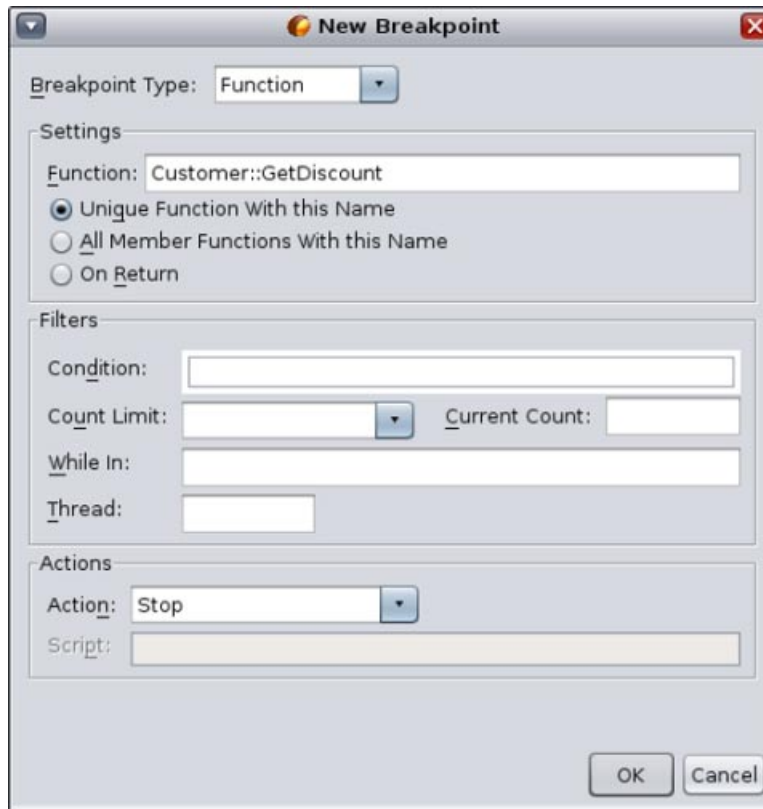 New Breakpoint
Breakpoint Type: Function
Settings
Function: Customer::GetDiscount
Unique Function With this Name
All Member Functions With this Name
On Return
Filters
Condition:
Count Limit: Current Count:
While In:
Thread:
Actions
Action: Stop
Script:
OK Cancel